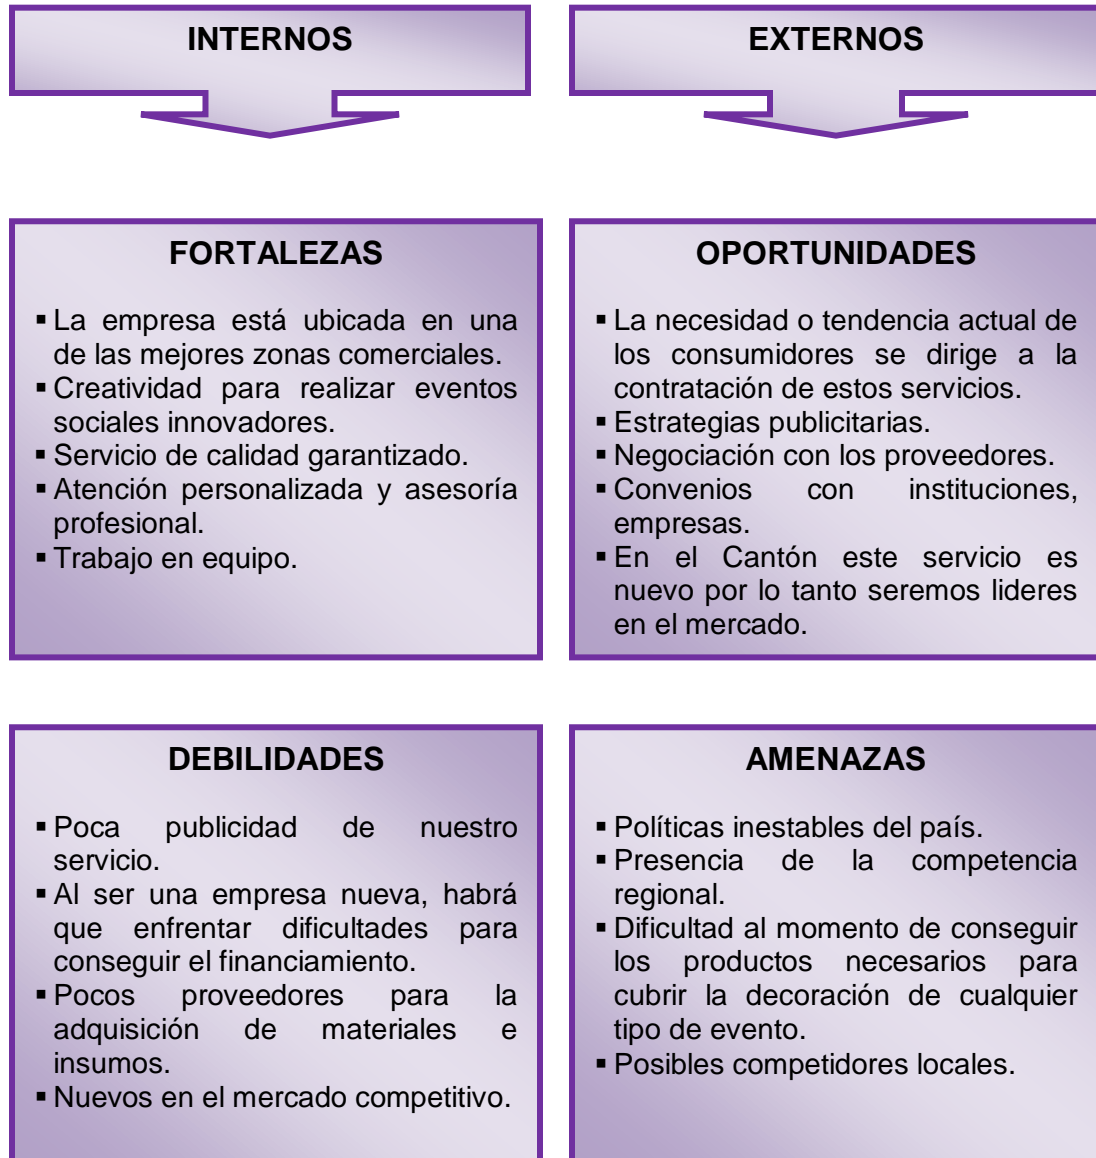 INTERNOS
EXTERNOS
FORTALEZAS
▪ La empresa está ubicada en una
de las mejores zonas comerciales.
▪ Creatividad para realizar eventos
sociales innovadores.
▪ Servicio de calidad garantizado.
▪ Atención personalizada y asesoría
profesional.
▪ Trabajo en equipo.
OPORTUNIDADES
▪ La necesidad o tendencia actual de
los consumidores se dirige a la
contratación de estos servicios.
▪ Estrategias publicitarias.
▪ Negociación con los proveedores.
▪ Convenios con instituciones,
empresas.
▪ En el Cantón este servicio es
nuevo por lo tanto seremos lideres
en el mercado.
DEBILIDADES
▪ Poca publicidad de nuestro
servicio.
▪ Al ser una empresa nueva, habrá
que enfrentar dificultades para
conseguir el financiamiento.
▪ Pocos proveedores para la
adquisición de materiales e
insumos.
▪ Nuevos en el mercado competitivo.
AMENAZAS
▪ Políticas inestables del país.
▪ Presencia de la competencia
regional.
▪ Dificultad al momento de conseguir
los productos necesarios para
cubrir la decoración de cualquier
tipo de evento.
▪ Posibles competidores locales.